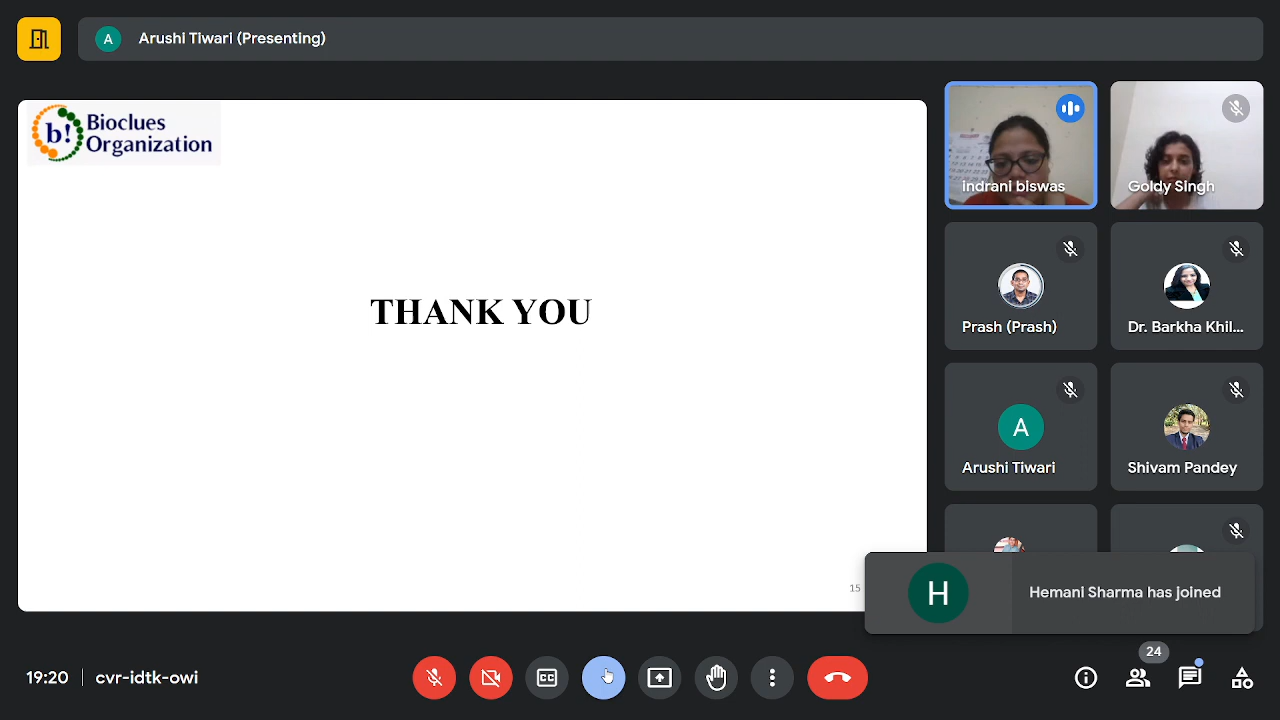 Arushi Tiwari (Presenting)
A
b!
Bioclues
Organization
THANK YOU
15
indrani biswas
Goldy Singh
Prash (Prash)
Dr. Barkha Khil...
A
Arushi Tiwari
Shivam Pandey
H
Hemani Sharma has joined
19:20
cvr-idtk-owi
CC
24